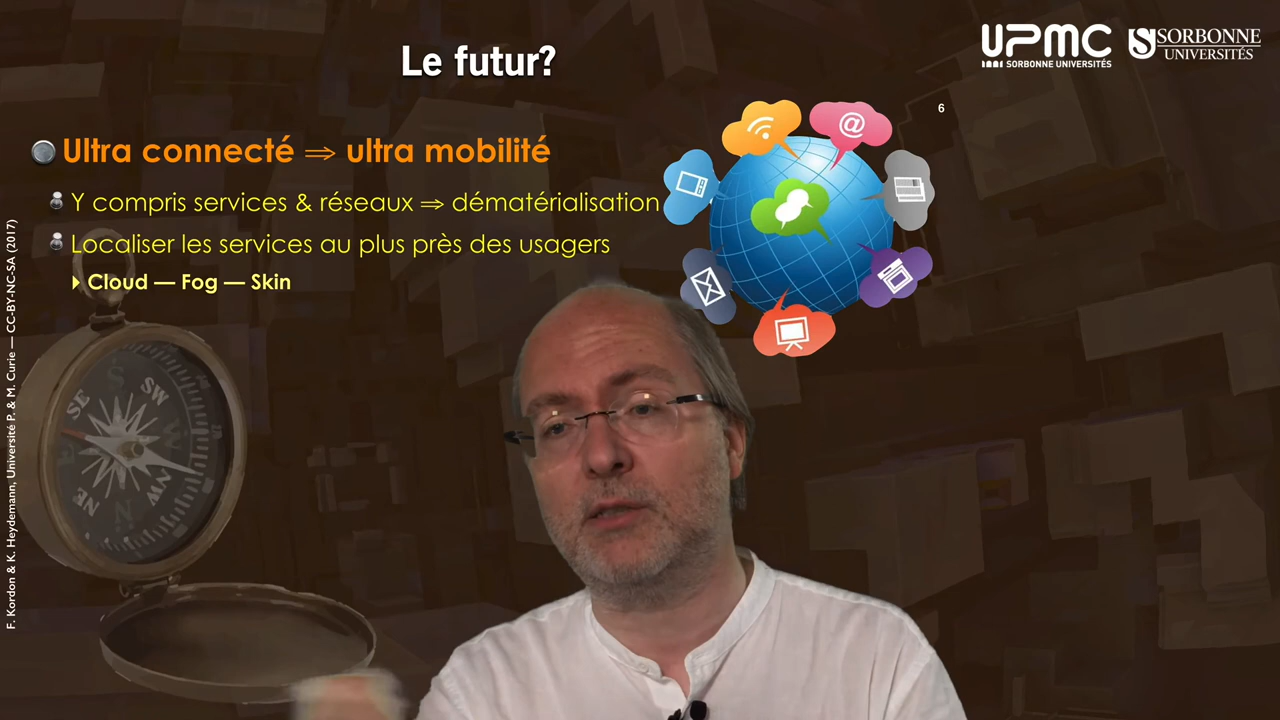 Le futur?
UPMC
SORBONNE UNIVERSITÉS
SORBONNE
UNIVERSITÉS
6
Ultra connecté ⇒ ultra mobilité
Y compris services & réseaux ⇒ dématérialisation
Localiser les services au plus près des usagers
Cloud — Fog — Skin
@
S
SW
W
NW
N
NE
E
SE
F. Kordon & K. Heydemann, Université P. & M. Curie — CC-BY-NC-SA (2017)